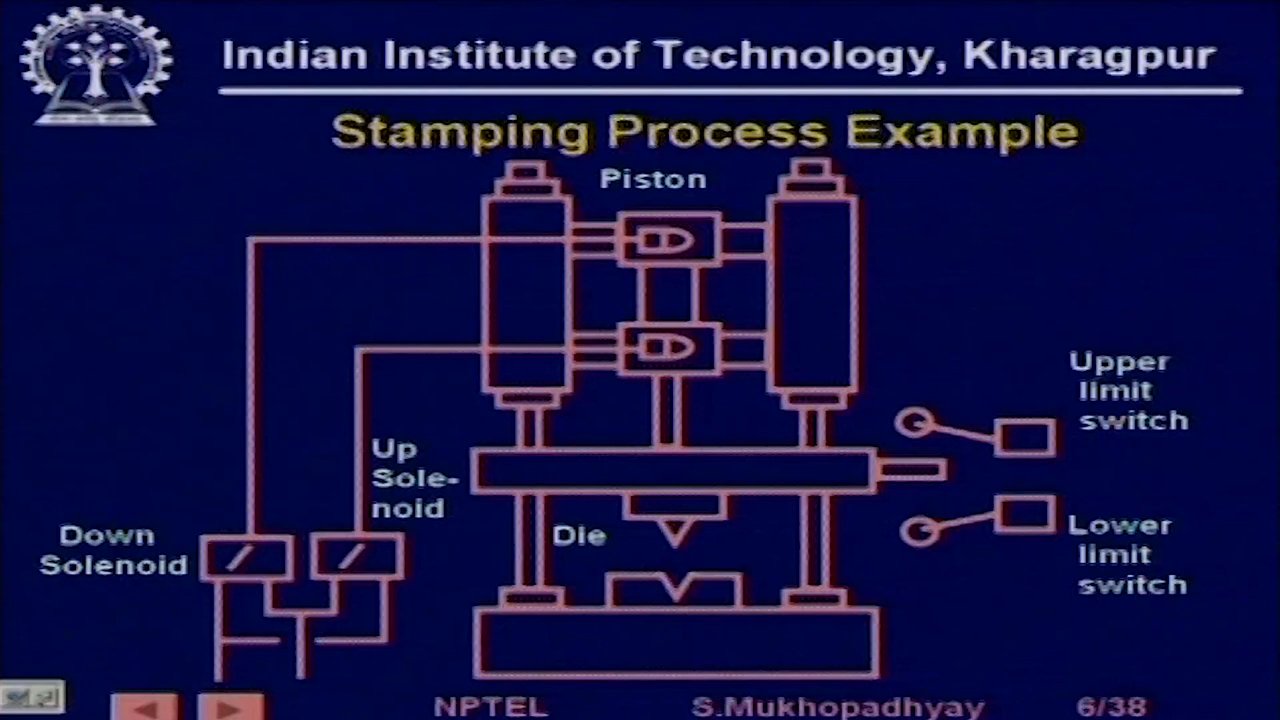 Indian Institute of Technology, Kharagpur
Stamping Process Example
Piston
Upper
limit
switch
Up
Sole-
noid
Down
Solenoid
Die
Lower
limit
switch
NPTEL
S.Mukhopadhyay
6/38